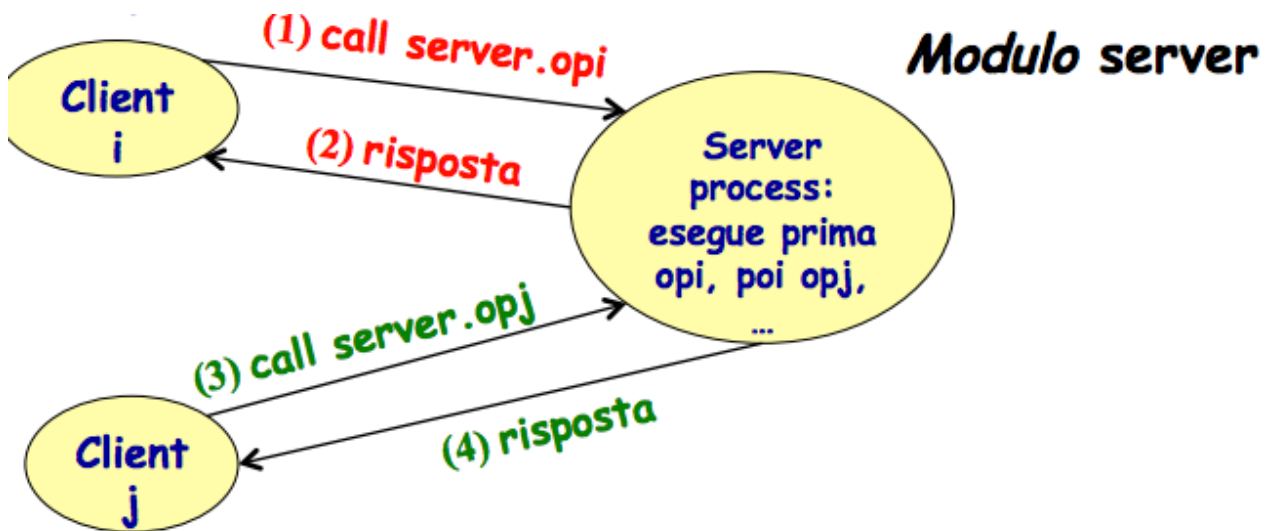 (1) call server.opi
Modulo server
Client
i
(2) risposta
Server
process:
esegue prima
opi, poi opj,
...
(3) call server.opj
(4) risposta
Client
j